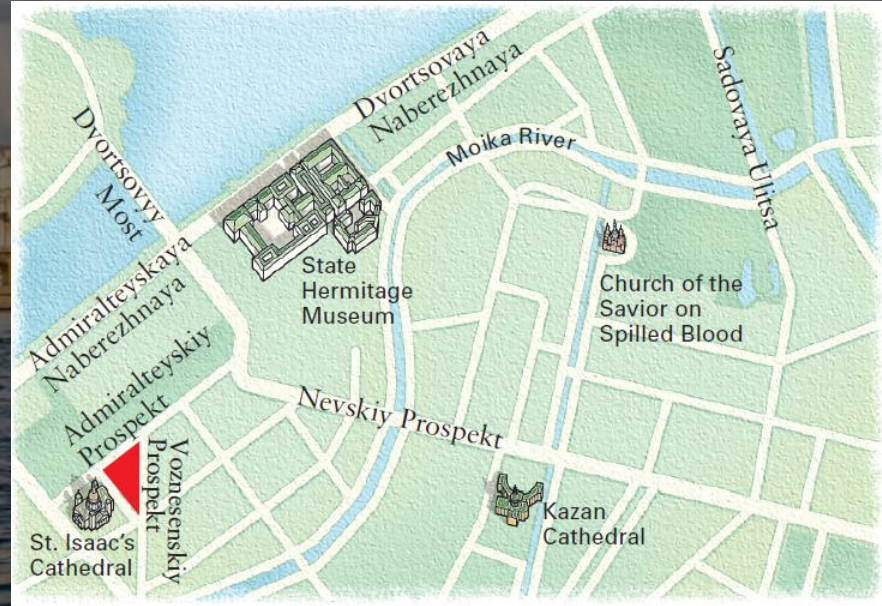 Dvortsovaya
Naberezhnaya
Sadovaya Ulitsa
Dvortsovyy
Most
Moika River
State
Hermitage
Museum
Church of the
Savior on
Spilled Blood
Admiralteyskaya
Naberezhnaya
Admiralteyskiy
Prospekt
Nevskiy Prospekt
Voznesenskiy
Prospekt
Kazan
Cathedral
St. Isaac's
Cathedral